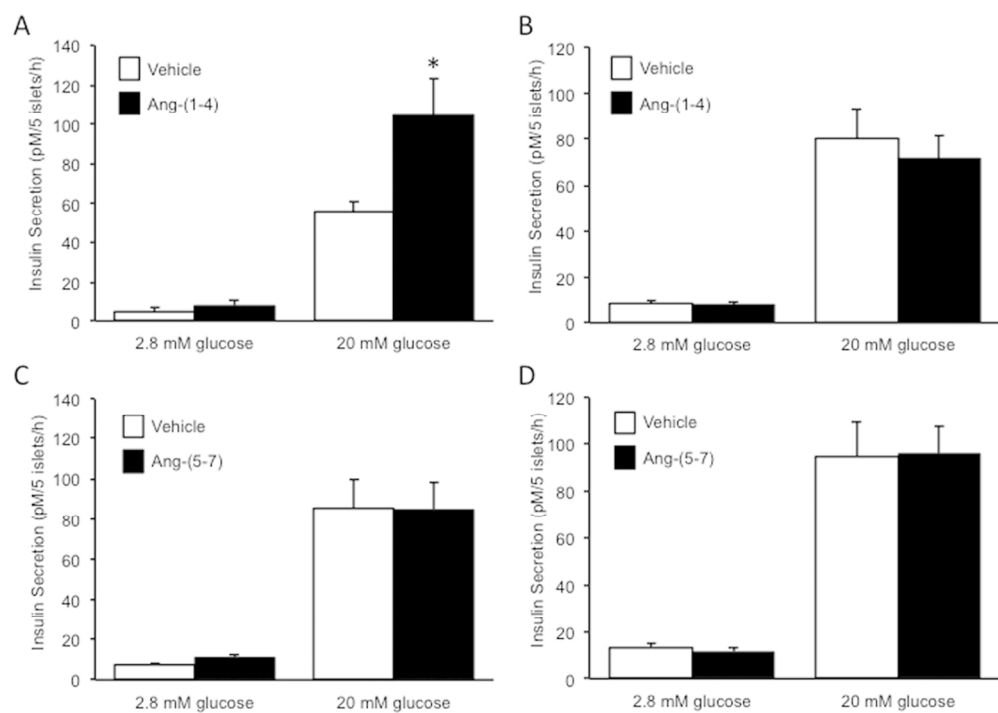 A
Insulin Secretion (pM/5 islets/h)
140
120
100
80
60
40
20
0
Vehicle
Ang-(1-4)
*
2.8 mM glucose
20 mM glucose
B
Insulin Secretion (pM/5 islets/h)
120
100
80
60
40
20
0
Vehicle
Ang-(1-4)
2.8 mM glucose
20 mM glucose
C
Insulin Secretion (pM/5 islets/h)
140
120
100
80
60
40
20
0
Vehicle
Ang-(5-7)
2.8 mM glucose
20 mM glucose
D
Insulin Secretion (pM/5 islets/h)
120
100
80
60
40
20
0
Vehicle
Ang-(5-7)
2.8 mM glucose
20 mM glucose